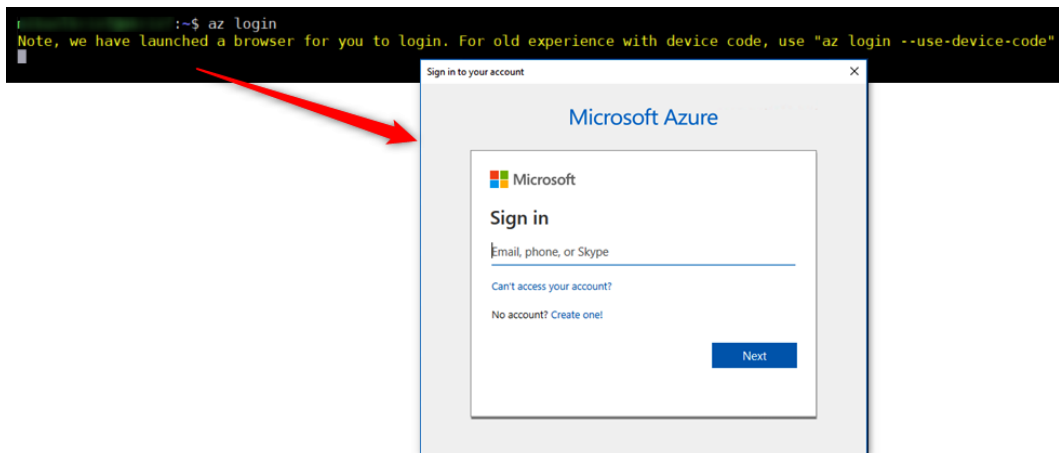 :~$ az login
Note, we have launched a browser for you to login. For old experience with device code, use "az login --use-device-code"
Sign in to your account
Microsoft Azure
Microsoft
Sign in
Email, phone, or Skype
Can't access your account?
No account? Create one!
Next